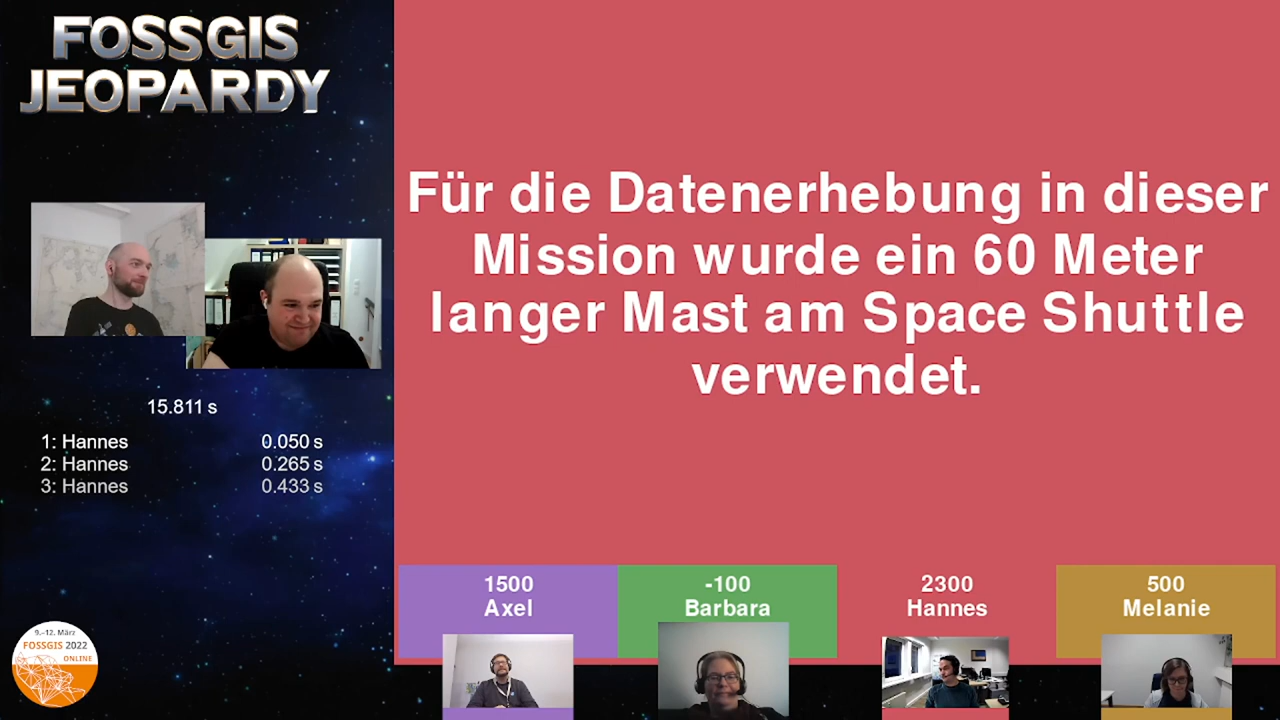 FOSSGIS
JEOPARDY
Für die Datenerhebung in dieser
Mission wurde ein 60 Meter
langer Mast am Space Shuttle
verwendet.
15.811 s
1: Hannes 0.050 s
2: Hannes 0.265 s
3: Hannes 0.433 s
1500
Axel
-100
Barbara
2300
Hannes
500
Melanie
9.–12. März
FOSSGIS 2022
ONLINE